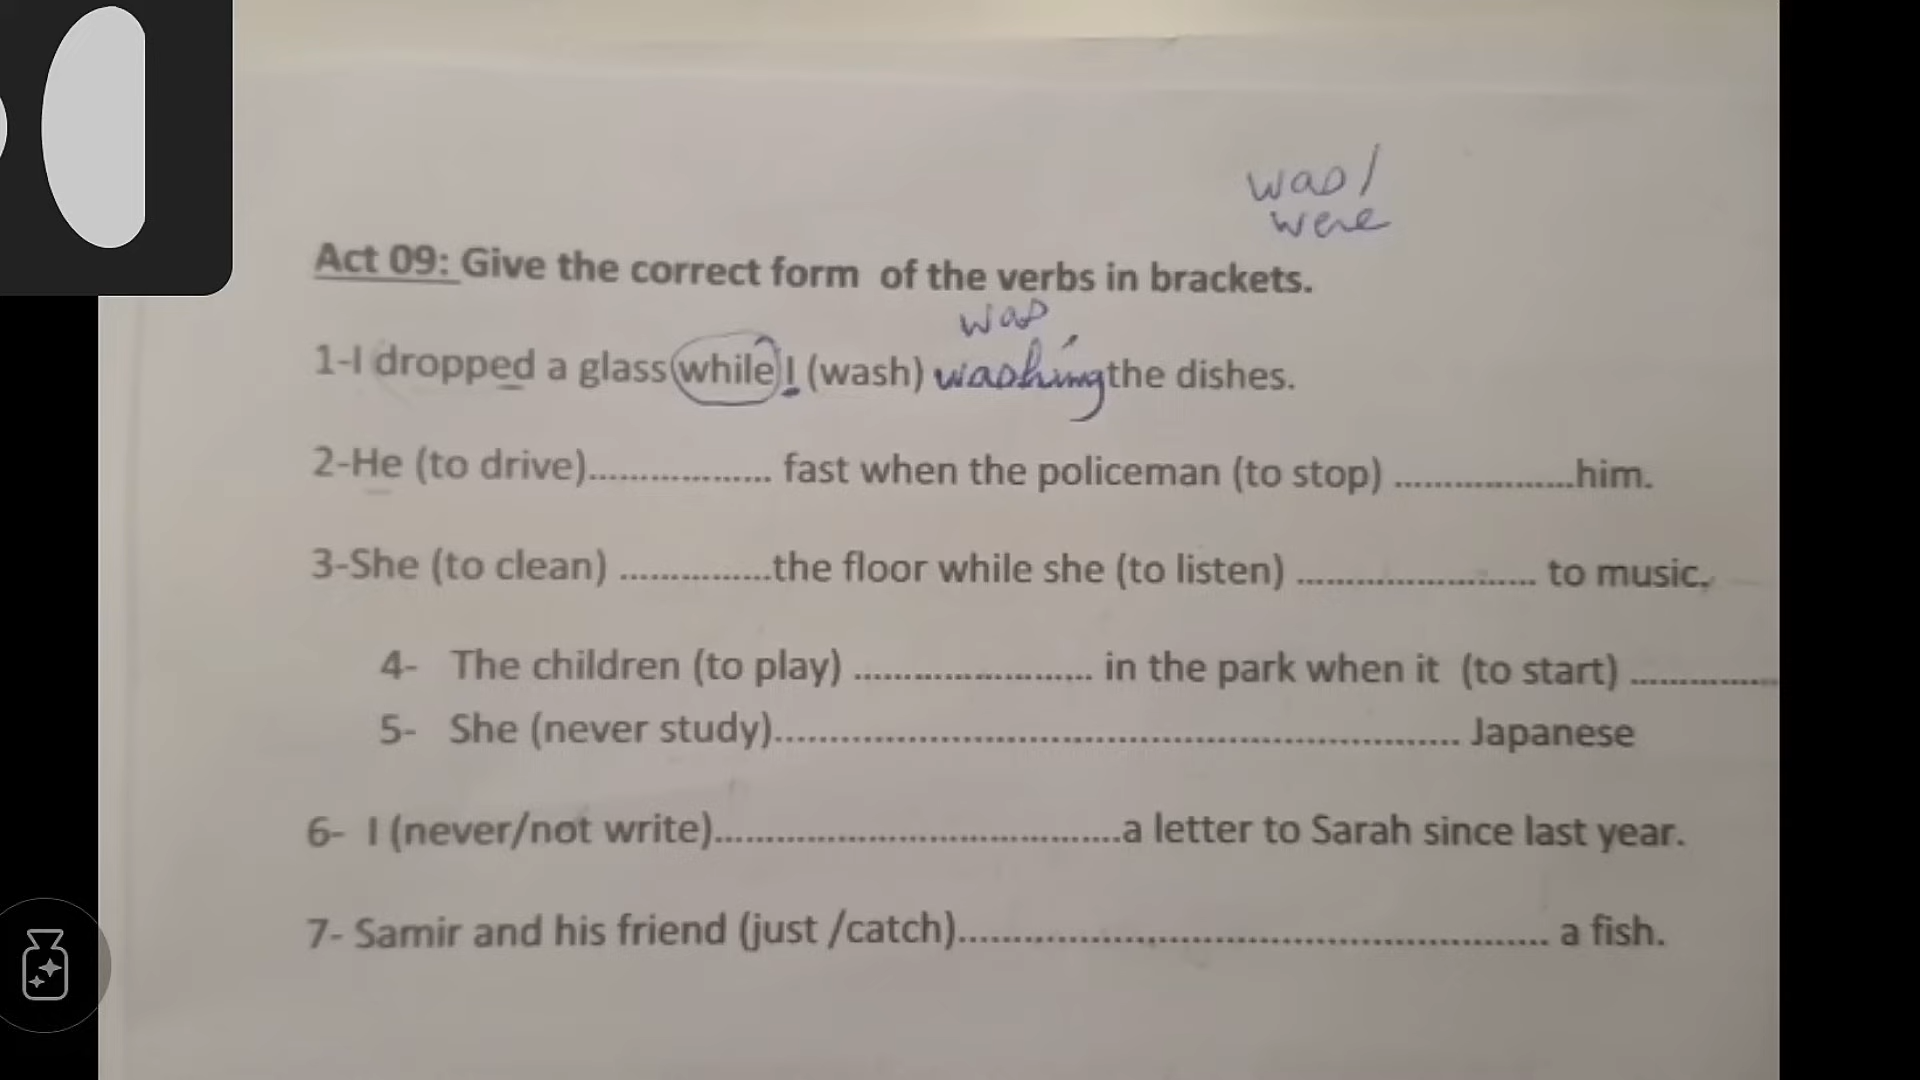 was/
were
Act 09: Give the correct form of the verbs in brackets.
was
1-I dropped a glass while I (wash) washing the dishes.
2-He (to drive)................. fast when the policeman (to stop) .................him.
3-She (to clean) ..............the floor while she (to listen) ...................... to music.
4- The children (to play) ...................... in the park when it (to start) ..............
5- She (never study)................................................................ Japanese
6- I (never/not write)......................................a letter to Sarah since last year.
7- Samir and his friend (just /catch)....................................................... a fish.